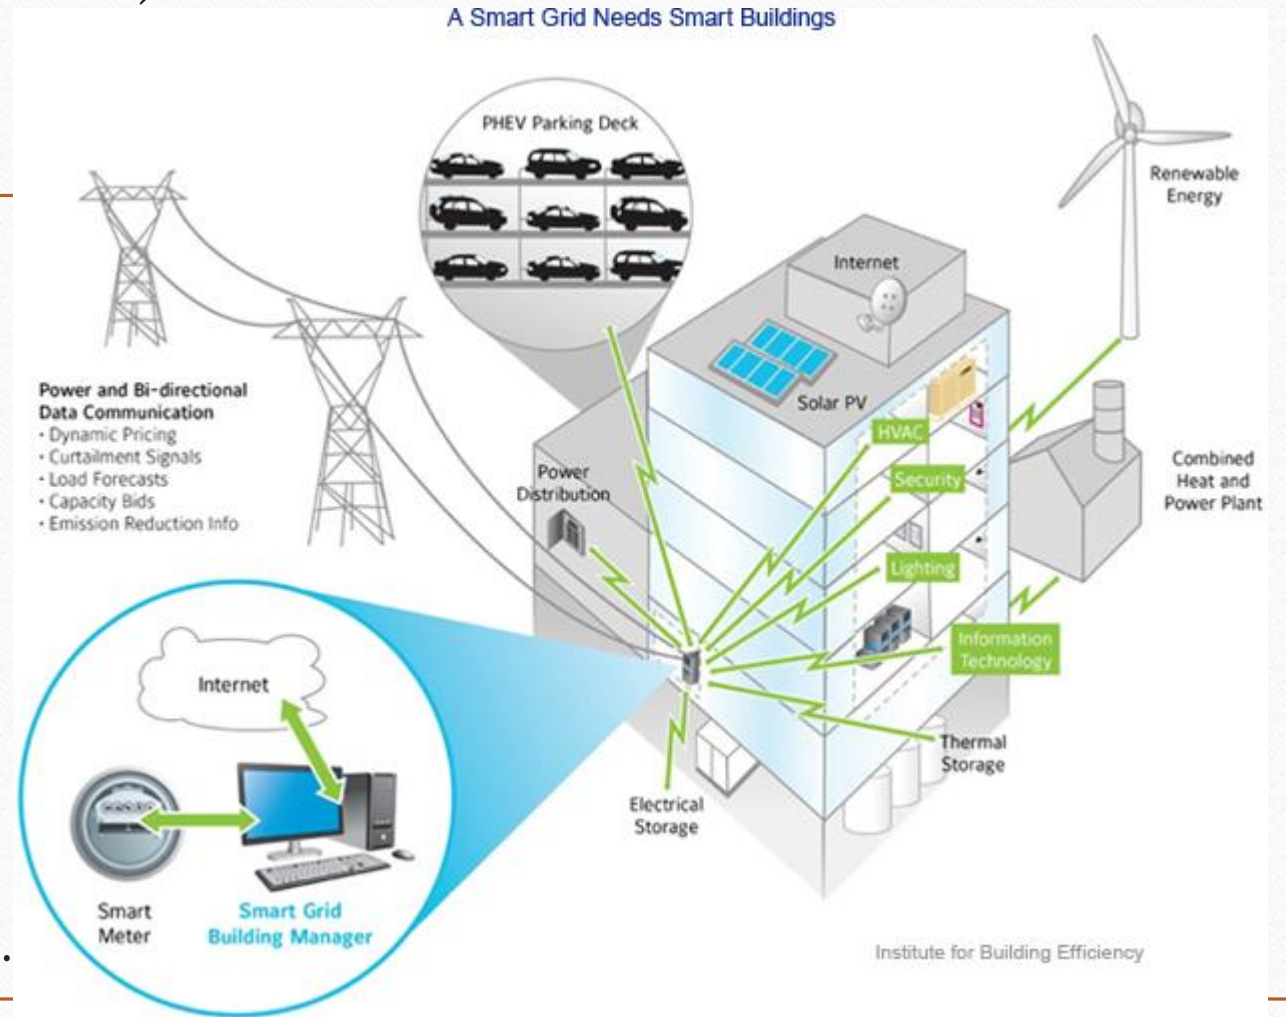 A Smart Grid Needs Smart Buildings
PHEV Parking Deck
Renewable
Energy
Internet
Solar PV
Power and Bi-directional
Data Communication
• Dynamic Pricing
• Curtailment Signals
• Load Forecasts
• Capacity Bids
• Emission Reduction Info
Power
Distribution
HVAC
Security
Lighting
Information
Technology
Combined
Heat and
Power Plant
Thermal
Storage
Electrical
Storage
Internet
Smart
Meter
Smart Grid
Building Manager
Institute for Building Efficiency